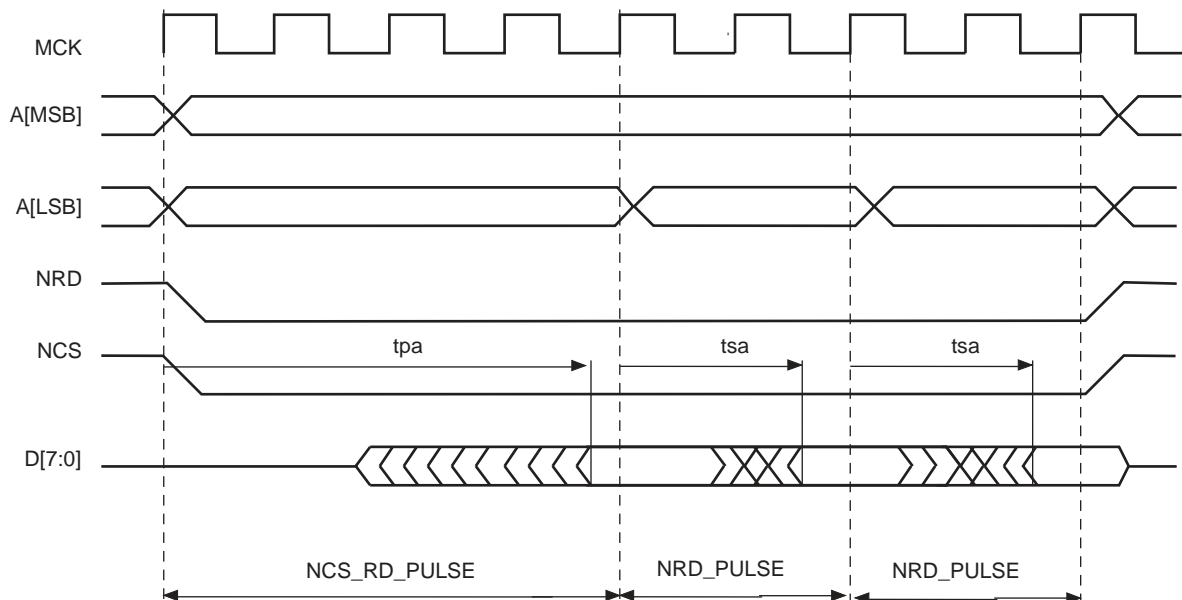 MCK
A[MSB]
A[LSB]
NRD
NCS
tpa
tsa
tsa
D[7:0]
NCS_RD_PULSE
NRD_PULSE
NRD_PULSE